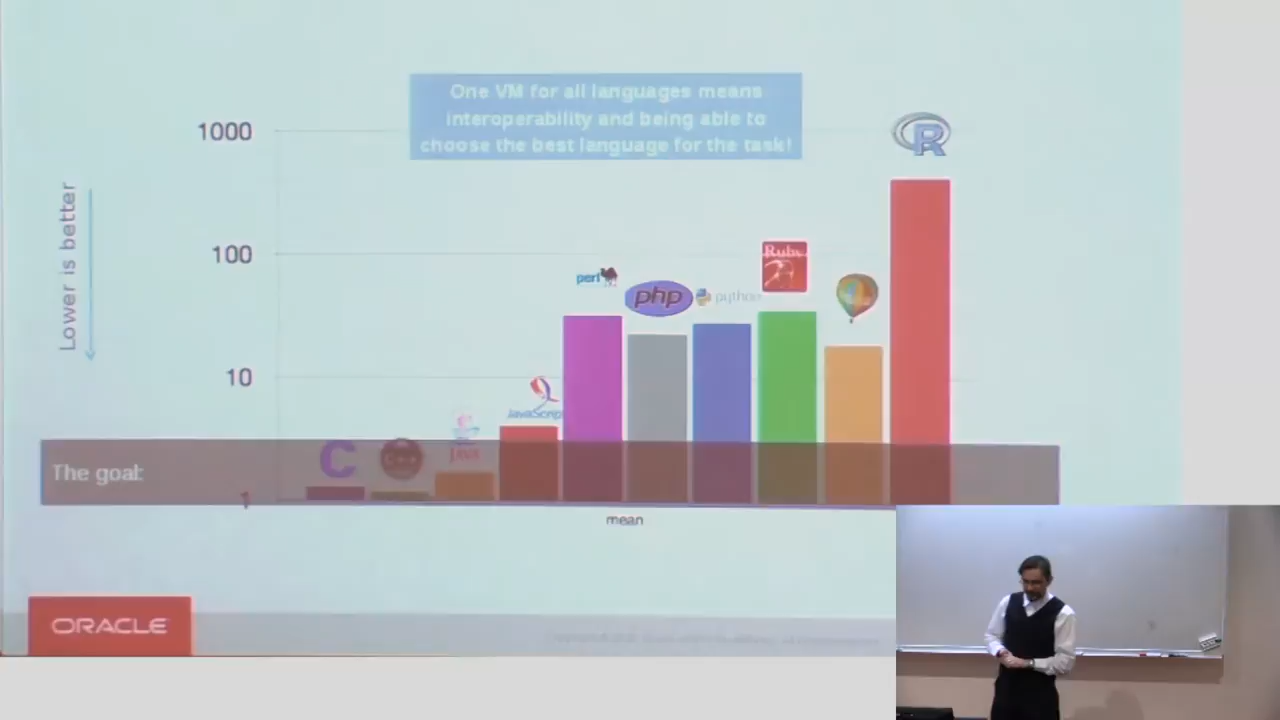 One VM for all languages means
interoperability and being able to
choose the best language for the task!
1000
Lower is better
100
10
1
R
Ruby
perl
php
python
JavaScript
C
C++
Java
The goal:
mean
ORACLE